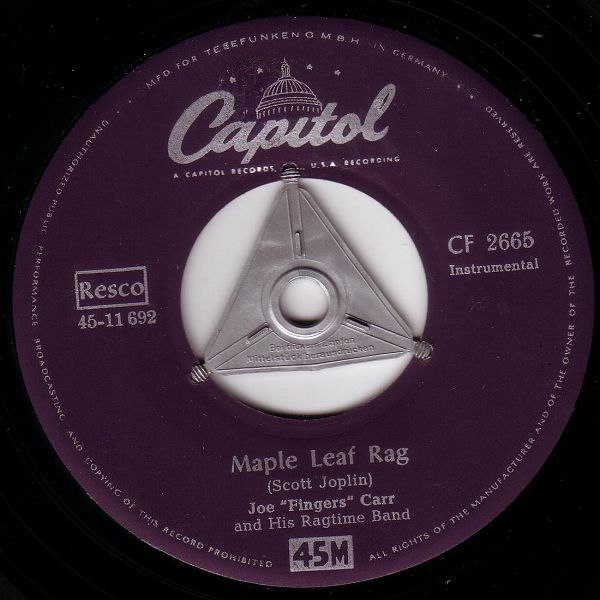 MFD. FOR TELEFUNKEN G.M.B.H. IN GERMANY
Capitol
A CAPITOL RECORDS, U.S.A. RECORDING
UNAUTHORIZED PUBLIC PERFORMANCE BROADCASTING AND COPYING OF THIS RECORD PROHIBITED
ALL RIGHTS OF THE MANUFACTURER AND OF THE OWNER OF THE RECORDED WORK ARE RESERVED
Resco
45-11 692
CF 2665
Instrumental
Mittelstück herausdrücken
Maple Leaf Rag
(Scott Joplin)
Joe "Fingers" Carr
and His Ragtime Band
45M